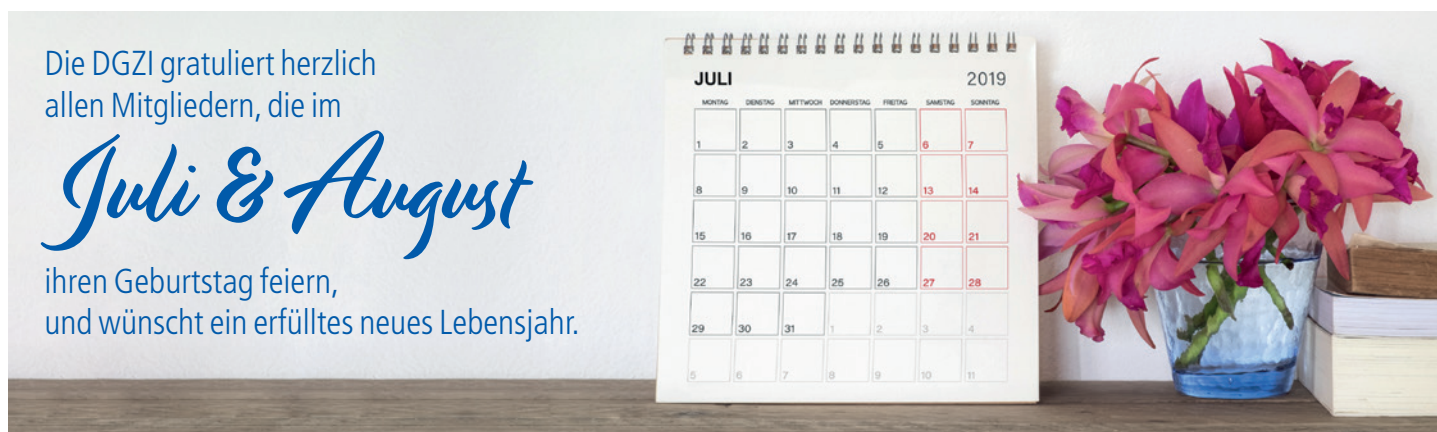 Die DGZI gratuliert herzlich
allen Mitgliedern, die im
Juli & August
ihren Geburtstag feiern,
und wünscht ein erfülltes neues Lebensjahr.
JULI 2019
MONTAG DIENSTAG MITTWOCH DONNERSTAG FREITAG SAMSTAG SONNTAG
1 2 3 4 5 6 7
8 9 10 11 12 13 14
15 16 17 18 19 20 21
22 23 24 25 26 27 28
29 30 31 1 2 3 4
5 6 7 8 9 10 11